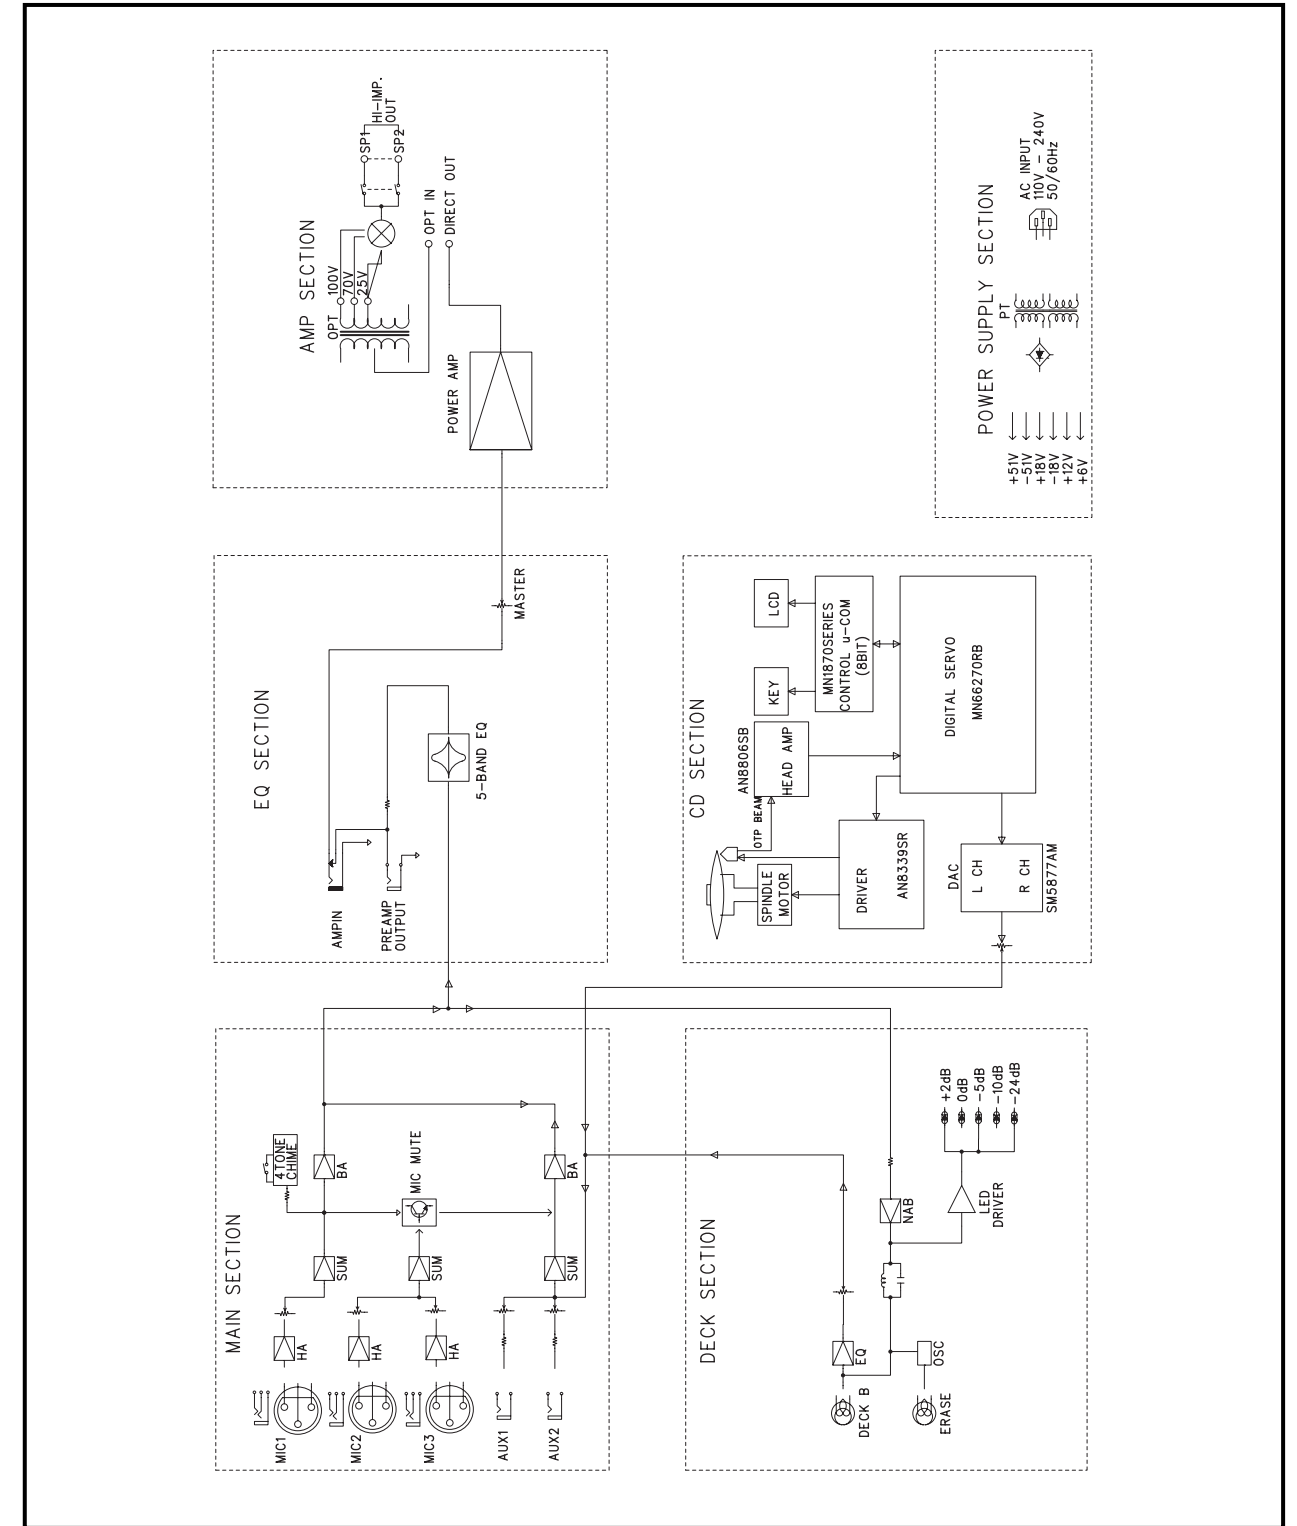 MAIN SECTION
MIC1
MIC2
MIC3
AUX1
AUX2
HA
HA
HA
SUM
SUM
SUM
4TONE
CHIME
BA
MIC MUTE
BA
EQ SECTION
AMPIN
PREAMP
OUTPUT
5-BAND EQ
MASTER
AMP SECTION
OPT
100V
70V
25V
SP1
SP2
HI-IMP.
OUT
OPT IN
DIRECT OUT
POWER AMP
DECK SECTION
DECK B
ERASE
EQ
OSC
NAB
LED
DRIVER
+2dB
0dB
-5dB
-10dB
-24dB
CD SECTION
SPINDLE
MOTOR
OTP BEAM
AN8806SB
HEAD AMP
KEY
LCD
MN1870SERIES
CONTROL u-COM
(8BIT)
DRIVER
AN8339SR
DIGITAL SERVO
MN66270RB
DAC
L CH
R CH
SM5877AM
POWER SUPPLY SECTION
+51V
-51V
+18V
-18V
+12V
+6V
PT
AC INPUT
110V - 240V
50/60Hz